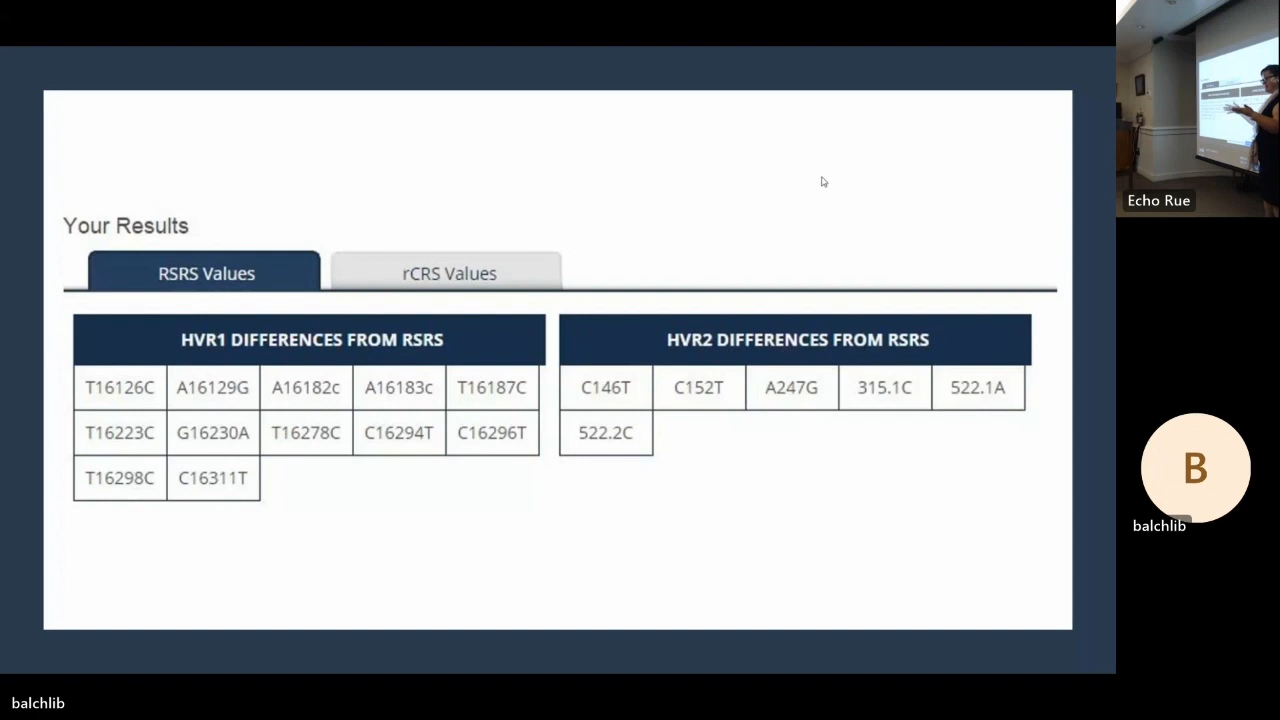 Your Results
RSRS Values
rCRS Values
HVR1 DIFFERENCES FROM RSRS
T16126C A16129G A16182c A16183c T16187C
T16223C G16230A T16278C C16294T C16296T
T16298C C16311T
HVR2 DIFFERENCES FROM RSRS
C146T C152T A247G 315.1C 522.1A
522.2C
Echo Rue
B
balchlib
balchlib